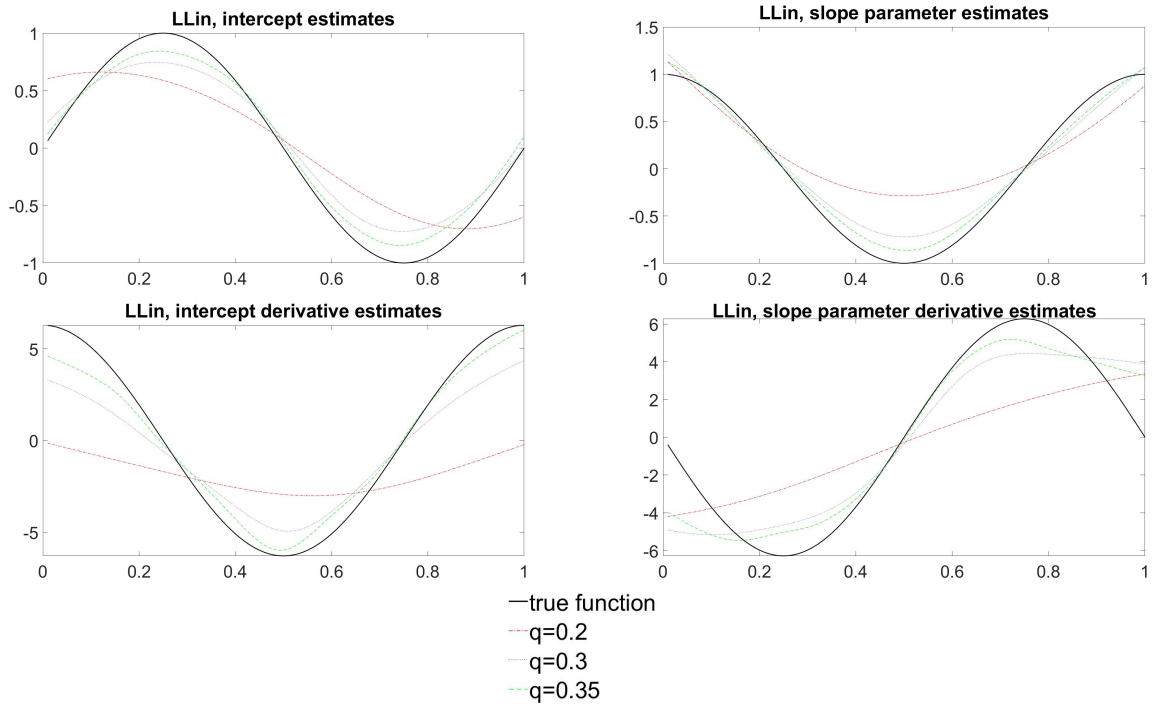 LLin, intercept estimates
1
0.5
0
-0.5
-1
0 0.2 0.4 0.6 0.8 1
LLin, slope parameter estimates
1.5
1
0.5
0
-0.5
-1
0 0.2 0.4 0.6 0.8 1
LLin, intercept derivative estimates
5
0
-5
0 0.2 0.4 0.6 0.8 1
LLin, slope parameter derivative estimates
6
4
2
0
-2
-4
-6
0 0.2 0.4 0.6 0.8 1
true function
q=0.2
q=0.3
q=0.35